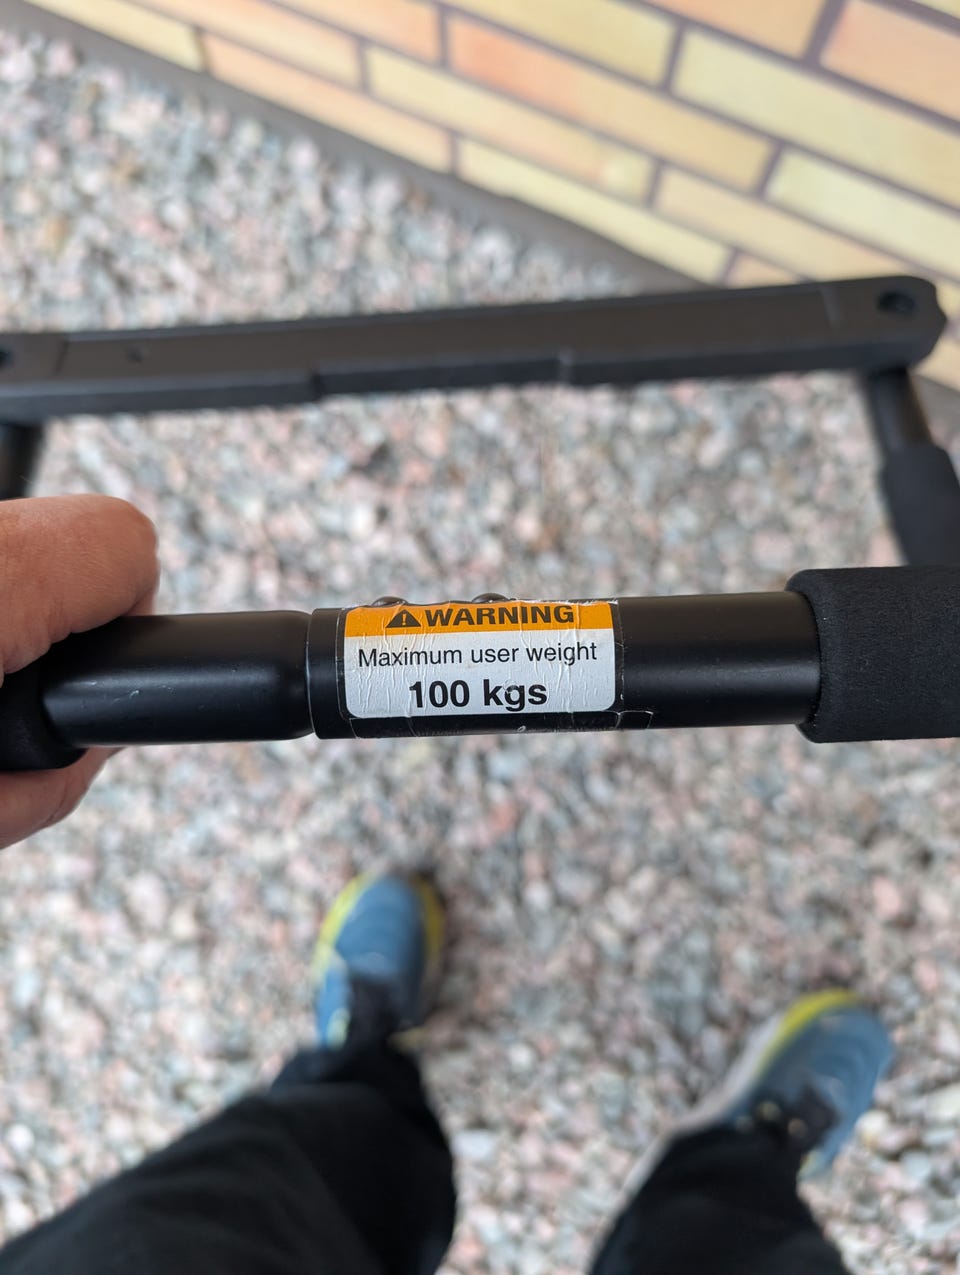 WARNING
Maximum user weight
100 kgs